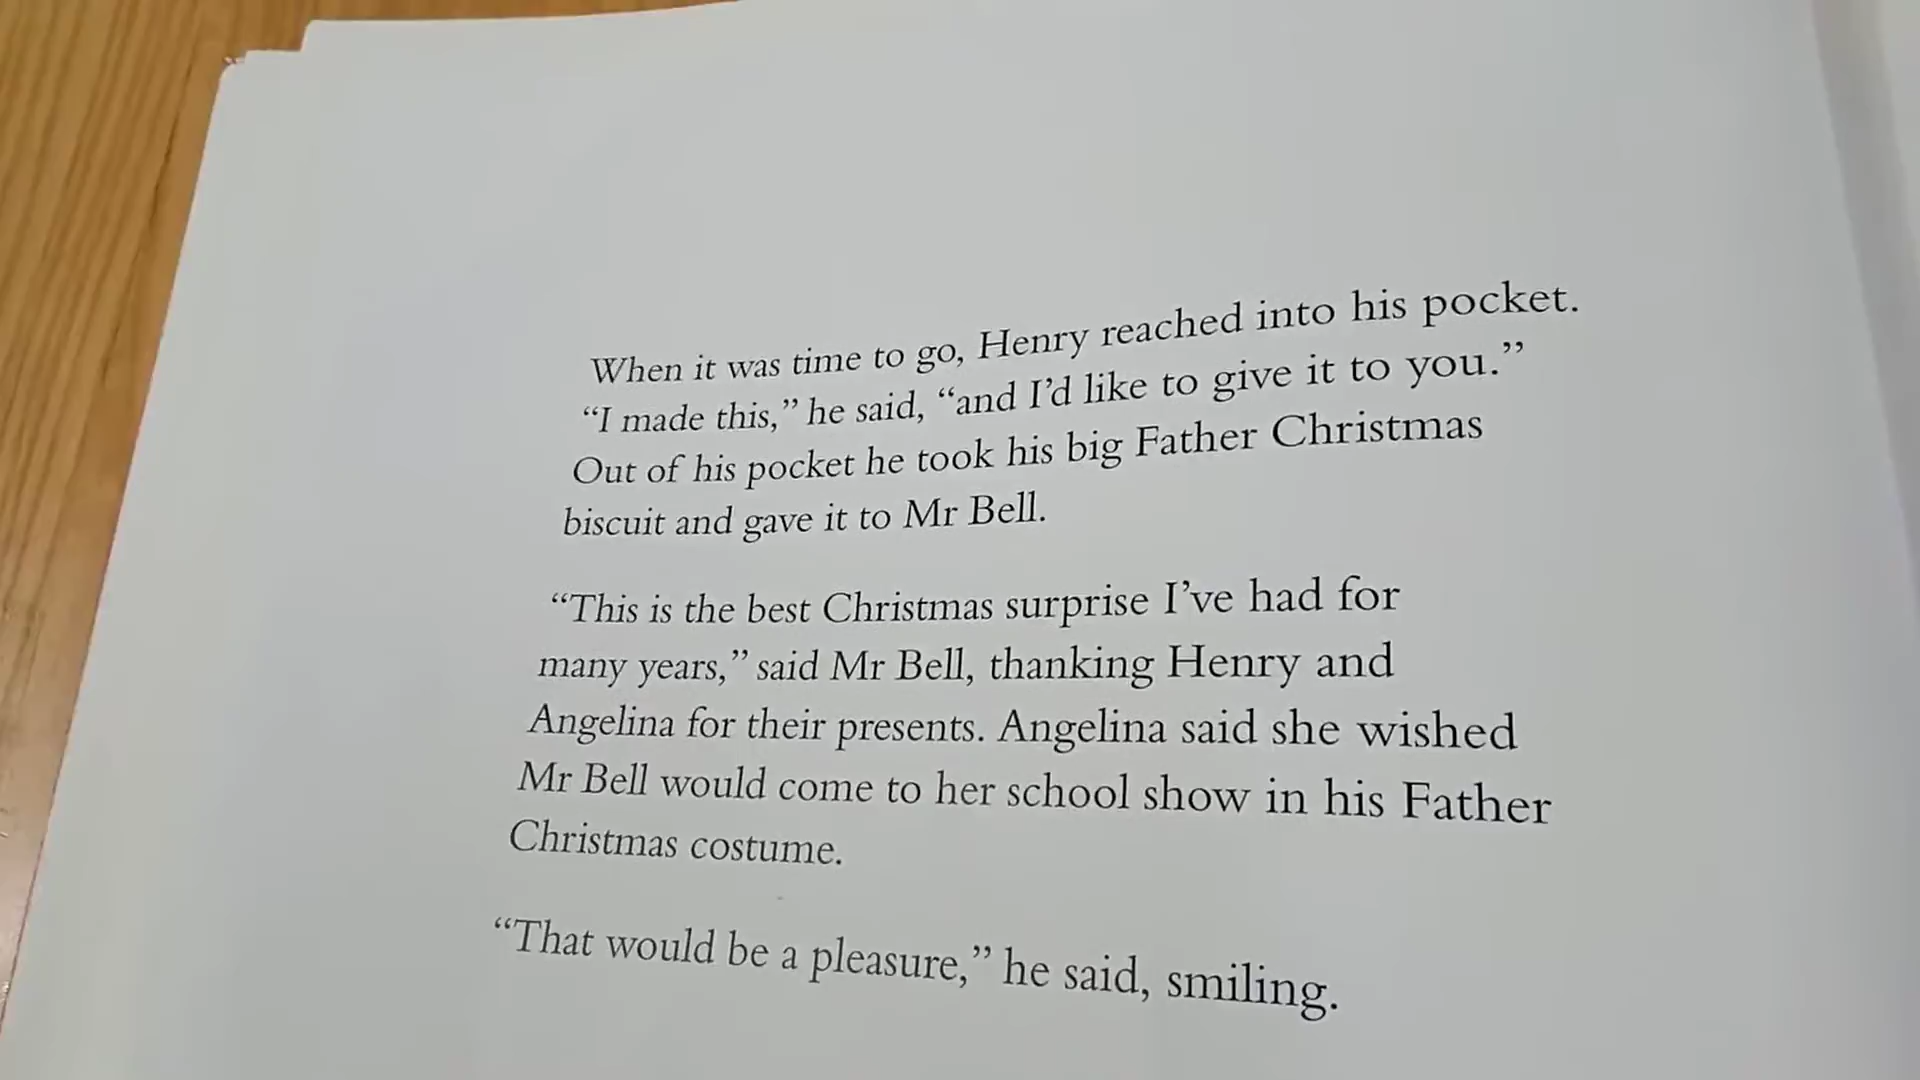 When it was time to go, Henry reached into his pocket.
“I made this,” he said, “and I’d like to give it to you.”
Out of his pocket he took his big Father Christmas
biscuit and gave it to Mr Bell.
“This is the best Christmas surprise I’ve had for
many years,” said Mr Bell, thanking Henry and
Angelina for their presents. Angelina said she wished
Mr Bell would come to her school show in his Father
Christmas costume.
“That would be a pleasure,” he said, smiling.